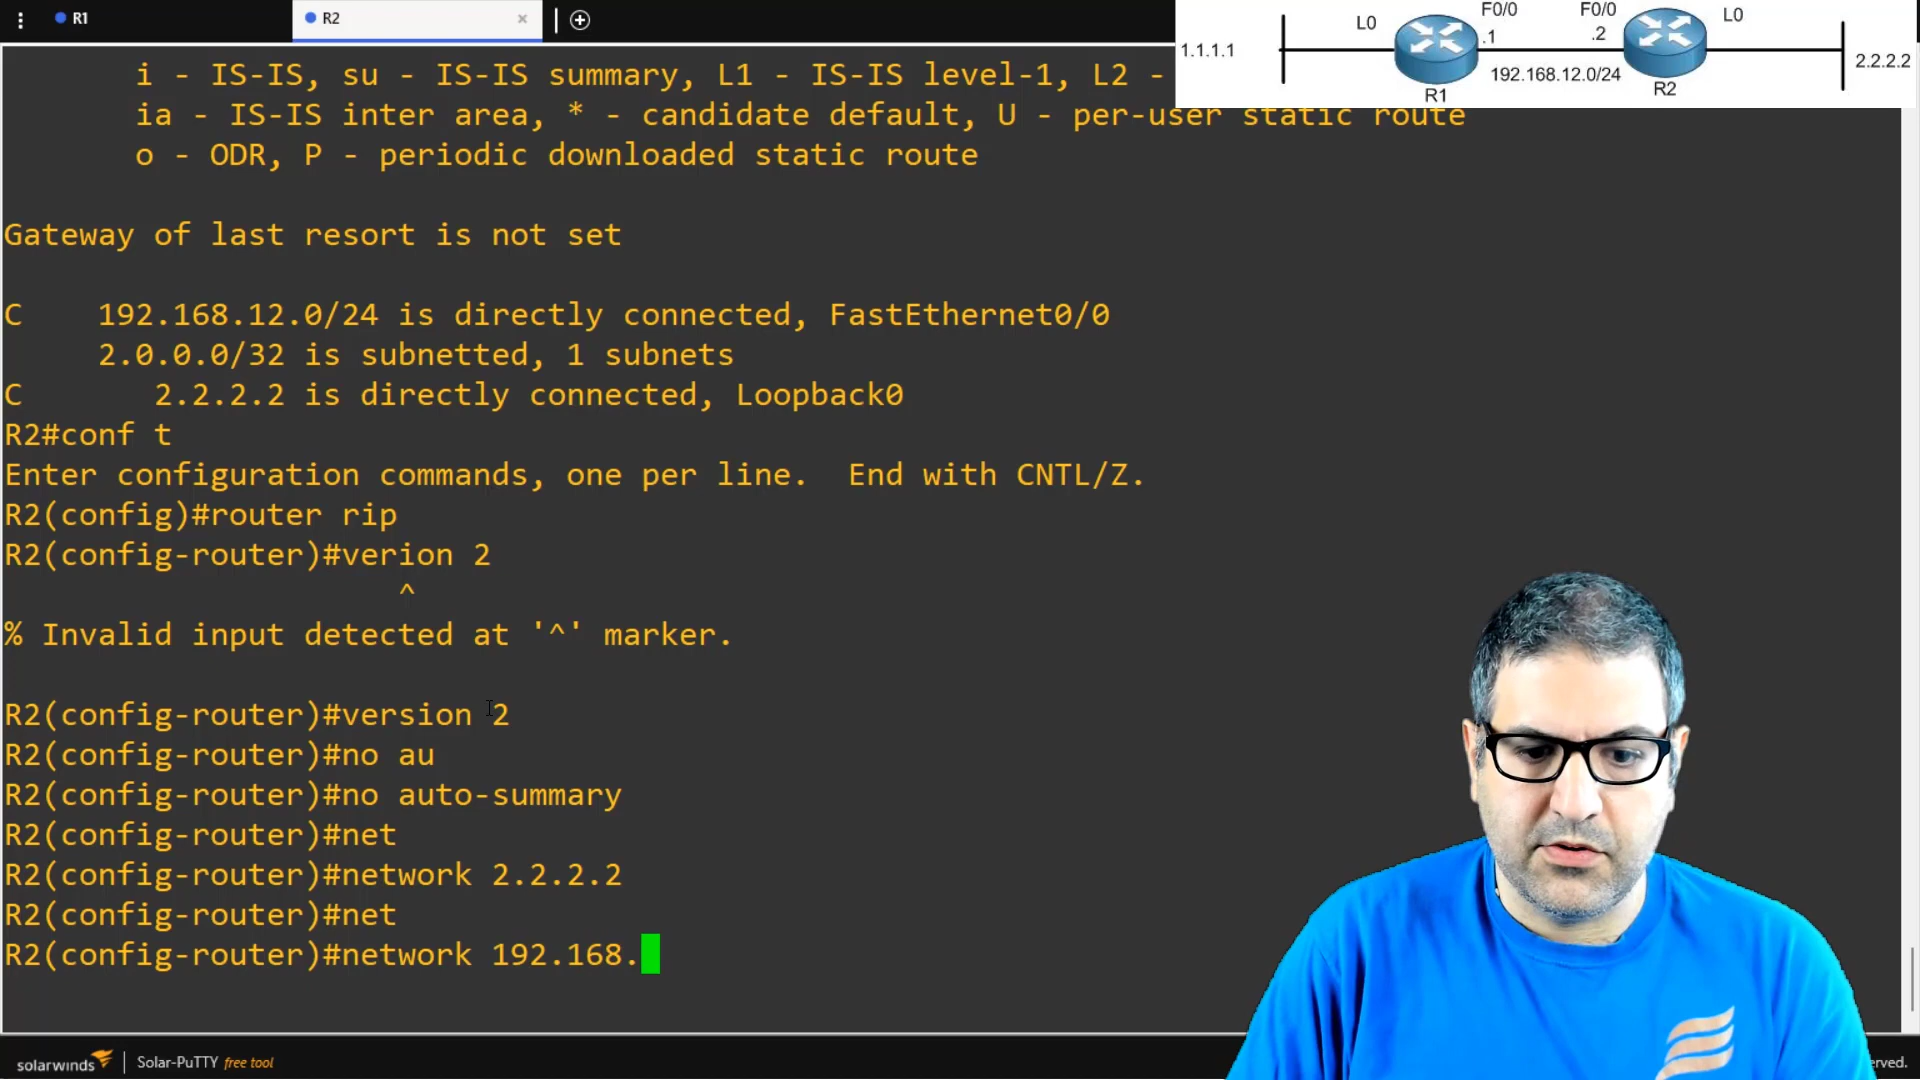 R1
R2
×
L0
F0/0
F0/0
L0
1.1.1.1
.1
.2
2.2.2.2
192.168.12.0/24
R1
R2
i - IS-IS, su - IS-IS summary, L1 - IS-IS level-1, L2 -
ia - IS-IS inter area, * - candidate default, U - per-user static route
o - ODR, P - periodic downloaded static route
Gateway of last resort is not set
C 192.168.12.0/24 is directly connected, FastEthernet0/0
2.0.0.0/32 is subnetted, 1 subnets
C 2.2.2.2 is directly connected, Loopback0
R2#conf t
Enter configuration commands, one per line. End with CNTL/Z.
R2(config)#router rip
R2(config-router)#verion 2
^
% Invalid input detected at '^' marker.
R2(config-router)#version 2
R2(config-router)#no au
R2(config-router)#no auto-summary
R2(config-router)#net
R2(config-router)#network 2.2.2.2
R2(config-router)#net
R2(config-router)#network 192.168.
solarwinds | Solar-PuTTY free tool